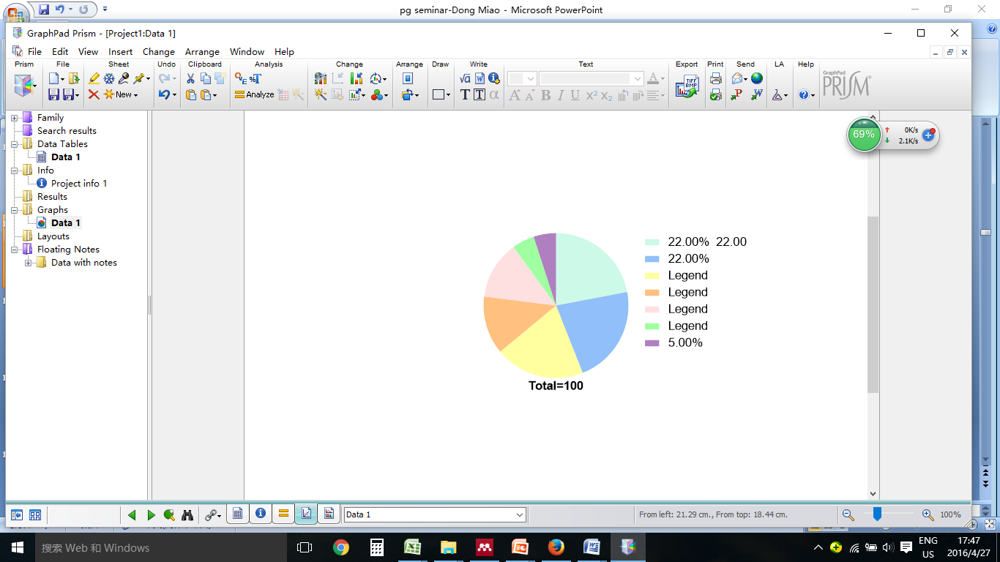 pg seminar-Dong Miao - Microsoft PowerPoint
GraphPad Prism - [Project1:Data 1]
File Edit View Insert Change Arrange Window Help
Prism File Sheet Undo Clipboard Analysis Change Arrange Draw Write Text Export Print Send LA Help
New
Analyze
TIFF
BMP
GraphPad
PRISM
Family
Search results
Data Tables
Data 1
Info
Project info 1
Results
Graphs
Data 1
Layouts
Floating Notes
Data with notes
69%
0K/s
2.1K/s
22.00% 22.00
22.00%
Legend
Legend
Legend
Legend
5.00%
Total=100
Data 1
From left: 21.29 cm., From top: 18.44 cm.
100%
搜索 Web 和 Windows
ENG
US
17:47
2016/4/27